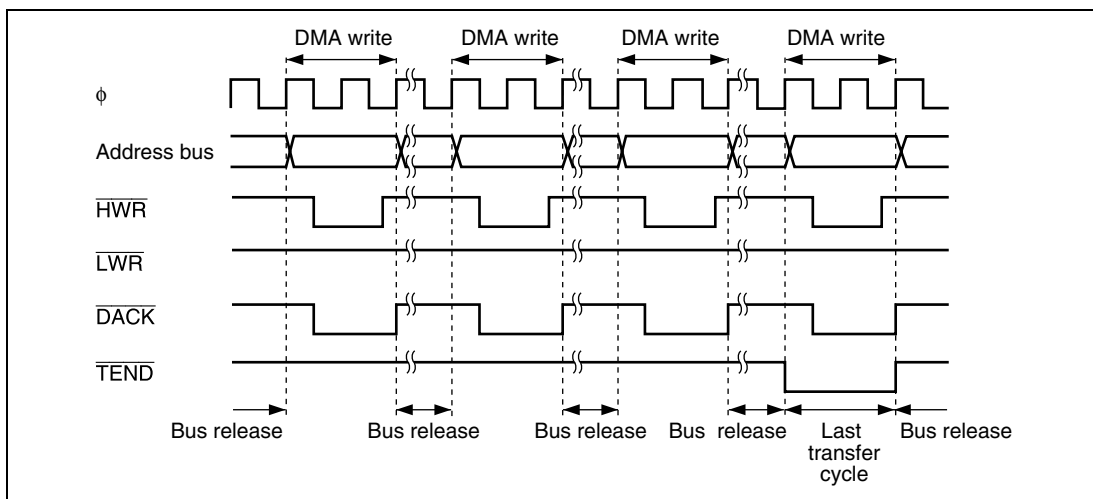 DMA write DMA write DMA write DMA write
φ
Address bus
HWR
LWR
DACK
TEND
Bus release Bus release Bus release Bus release Last transfer cycle Bus release